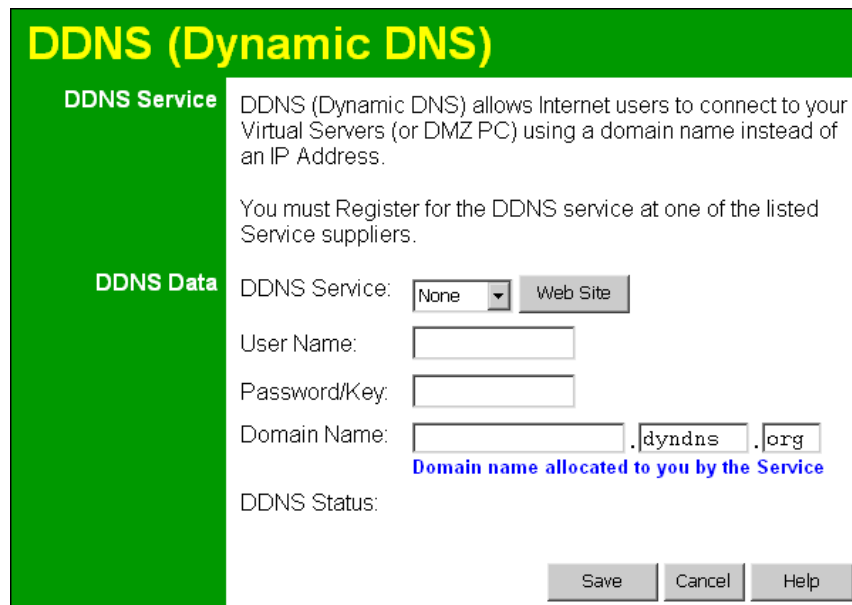 DDNS (Dynamic DNS)
DDNS Service
DDNS (Dynamic DNS) allows Internet users to connect to your
Virtual Servers (or DMZ PC) using a domain name instead of
an IP Address.
You must Register for the DDNS service at one of the listed
Service suppliers.
DDNS Data
DDNS Service: None Web Site
User Name:
Password/Key:
Domain Name: .dyndns .org
Domain name allocated to you by the Service
DDNS Status:
Save Cancel Help